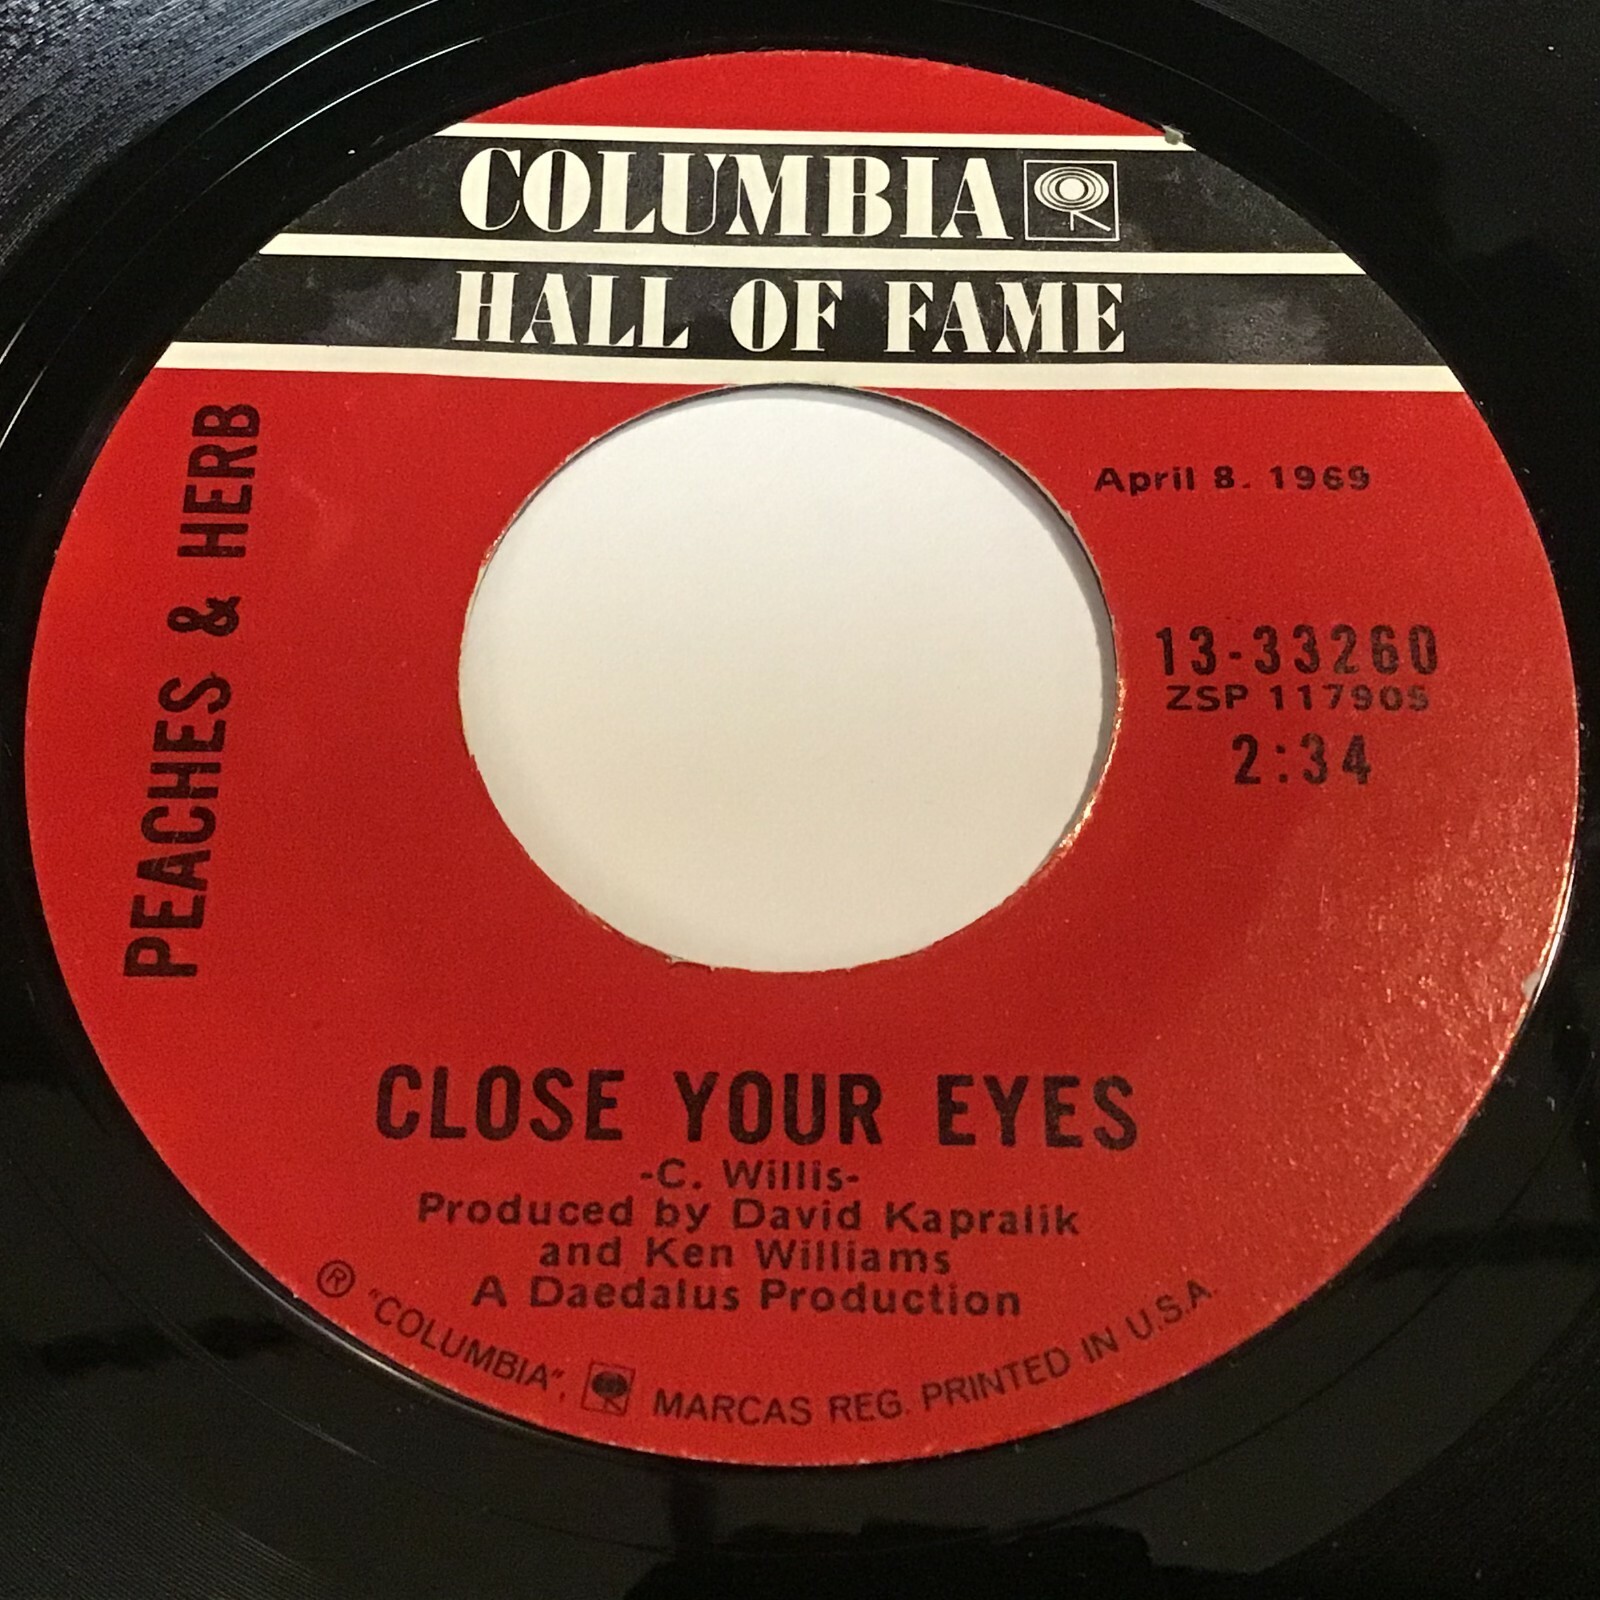 COLUMBIA
HALL OF FAME
PEACHES & HERB
April 8. 1969
13-33260
ZSP 117905
2:34
CLOSE YOUR EYES
-C. Willis-
Produced by David Kapralik
and Ken Williams
A Daedalus Production
® "COLUMBIA", MARCAS REG. PRINTED IN U.S.A.